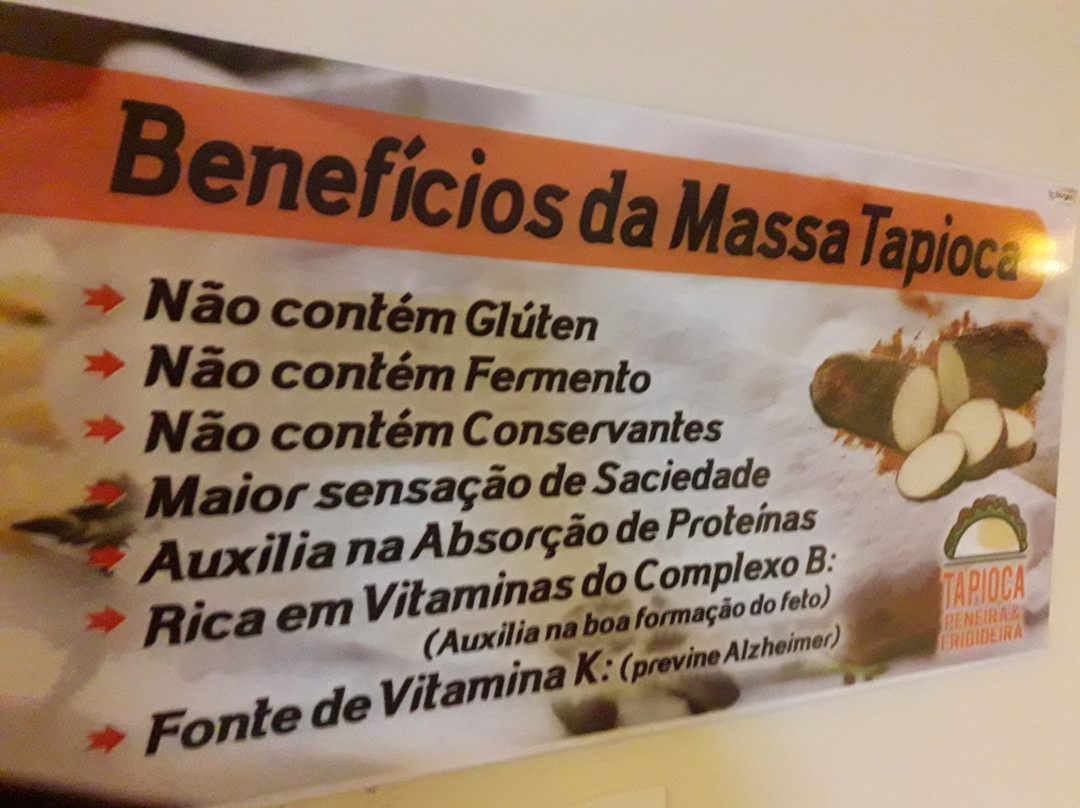 Benefícios da Massa Tapioca
Não contém Glúten
Não contém Fermento
Não contém Conservantes
Maior sensação de Saciedade
Auxilia na Absorção de Proteínas
Rica em Vitaminas do Complexo B:
(Auxilia na boa formação do feto)
Fonte de Vitamina K: (previne Alzheimer)
TAPIOCA
PENEIRA &
FRIGIDEIRA